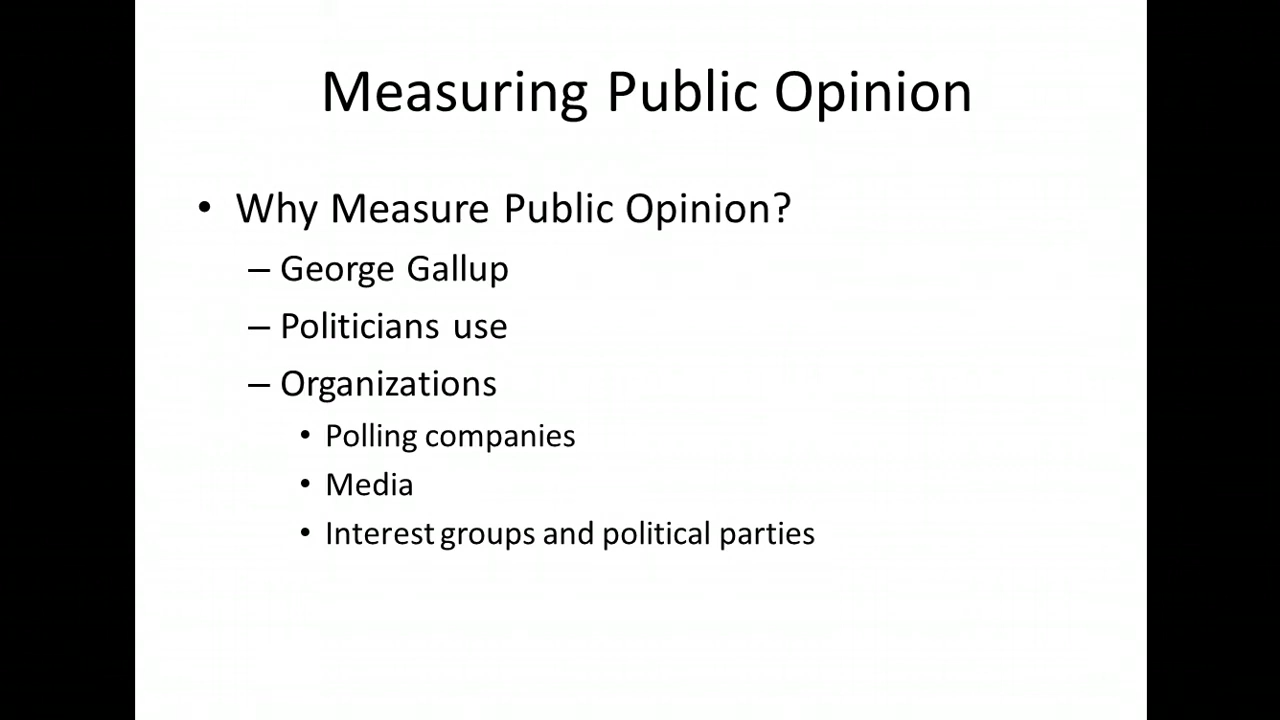 Measuring Public Opinion
• Why Measure Public Opinion?
– George Gallup
– Politicians use
– Organizations
• Polling companies
• Media
• Interest groups and political parties